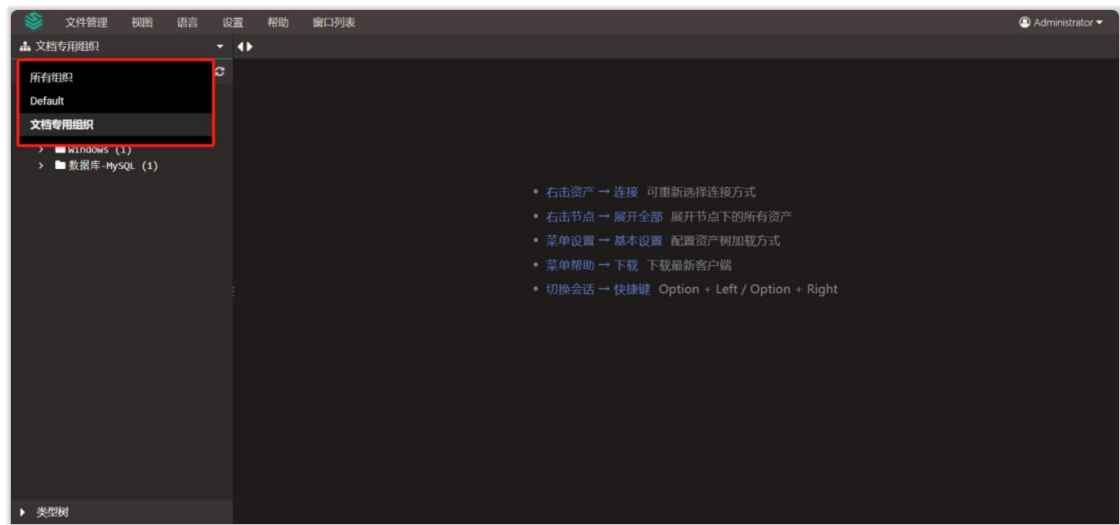 文件管理 视图 语言 设置 帮助 窗口列表 Administrator
文档专用组织
所有组织
Default
文档专用组织
Windows (1)
数据库-MySQL (1)
• 右击资产 → 连接 可重新选择连接方式
• 右击节点 → 展开全部 展开节点下的所有资产
• 菜单设置 → 基本设置 配置资产树加载方式
• 菜单帮助 → 下载 下载最新客户端
• 切换会话 → 快捷键 Option + Left / Option + Right
类型树